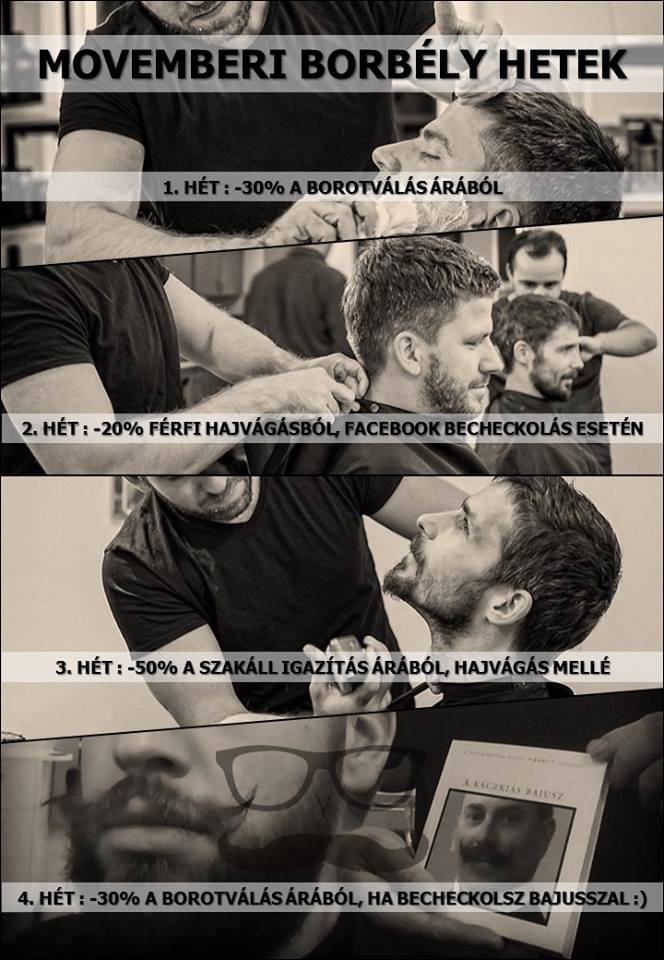 MOVEMBERI BORBÉLY HETEK
1. HÉT : -30% A BOROTVÁLÁS ÁRÁBÓL
2. HÉT : -20% FÉRFI HAJVÁGÁSBÓL, FACEBOOK BECHECKOLÁS ESETÉN
3. HÉT : -50% A SZAKÁLL IGAZÍTÁS ÁRÁBÓL, HAJVÁGÁS MELLÉ
A KACZKIÁS BAJUSZ
4. HÉT : -30% A BOROTVÁLÁS ÁRÁBÓL, HA BECHECKOLSZ BAJUSSZAL :)